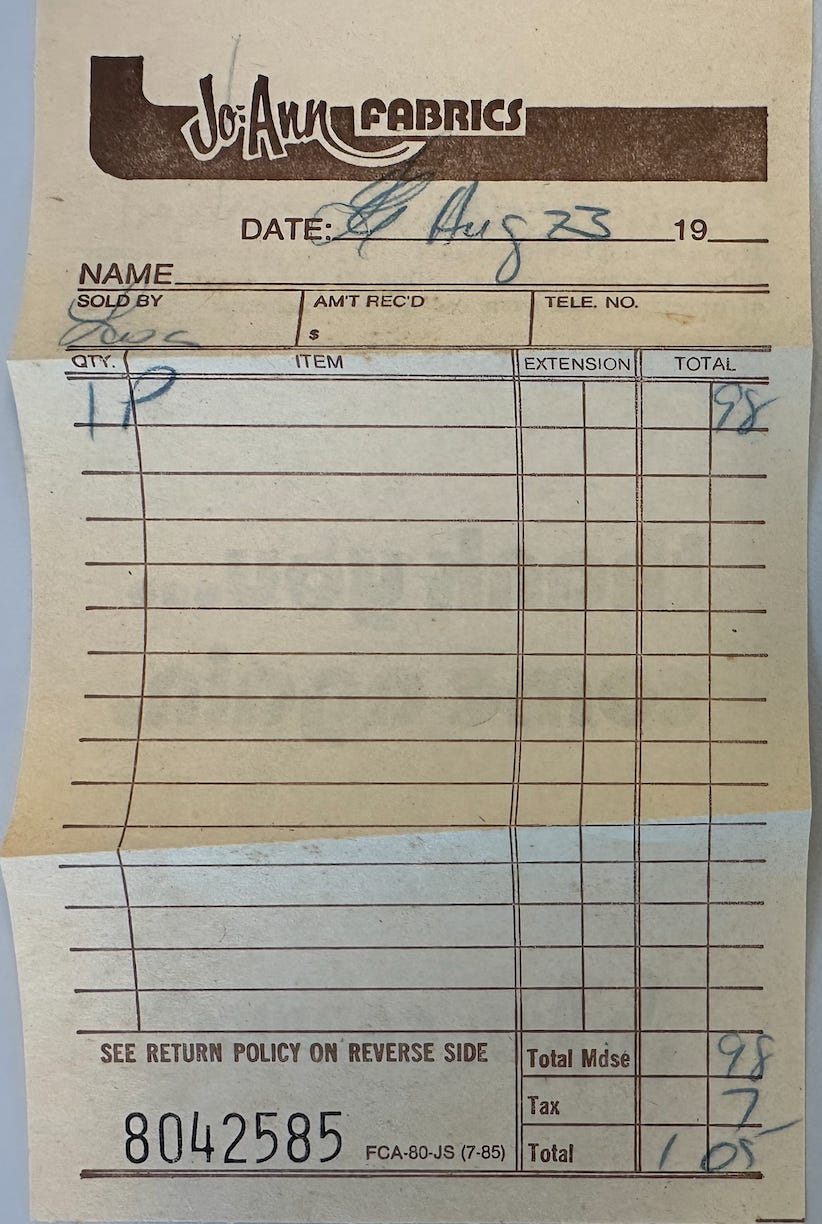 Jo-Ann FABRICS
DATE: Aug 23 19
NAME
SOLD BY AM'T REC'D TELE. NO.
$
QTY. ITEM EXTENSION TOTAL
1 P 98
SEE RETURN POLICY ON REVERSE SIDE Total Mdse 98
Tax 7
8042585 FCA-80-JS (7-85) Total 1 05